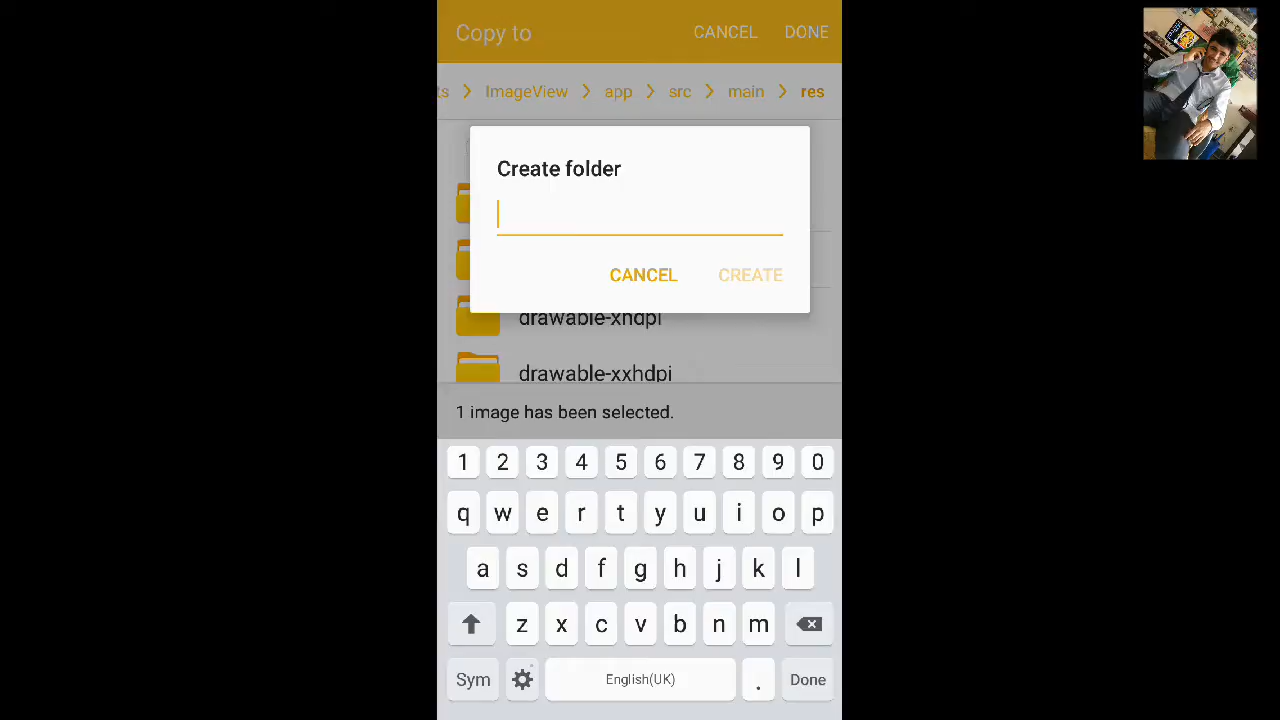 Copy to CANCEL DONE
ts > ImageView > app > src > main > res
Create folder
CANCEL CREATE
drawable-xhdpi
drawable-xxhdpi
1 image has been selected.
1 2 3 4 5 6 7 8 9 0
q w e r t y u i o p
a s d f g h j k l
z x c v b n m
Sym English(UK) . Done